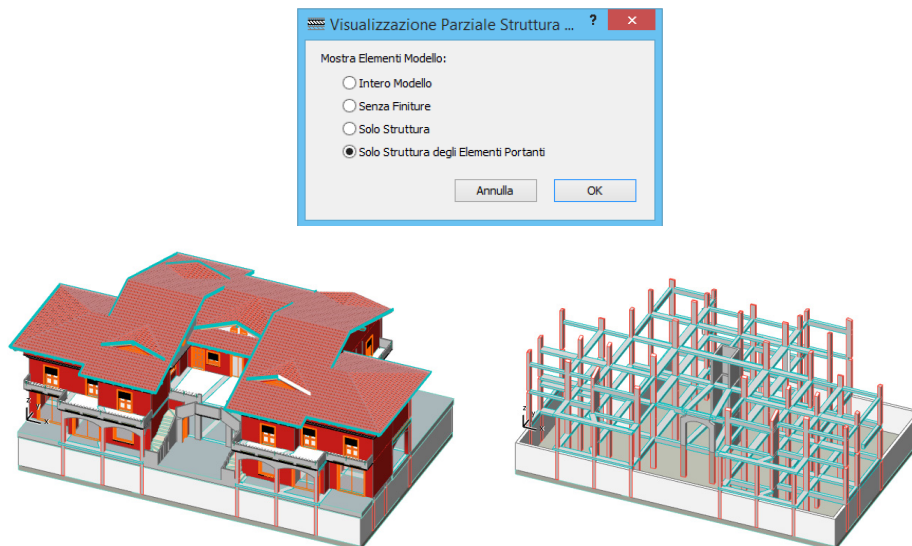 Visualizzazione Parziale Struttura ...
?
x
Mostra Elementi Modello:
Intero Modello
Senza Finiture
Solo Struttura
Solo Struttura degli Elementi Portanti
Annulla
OK
z
x
z
x